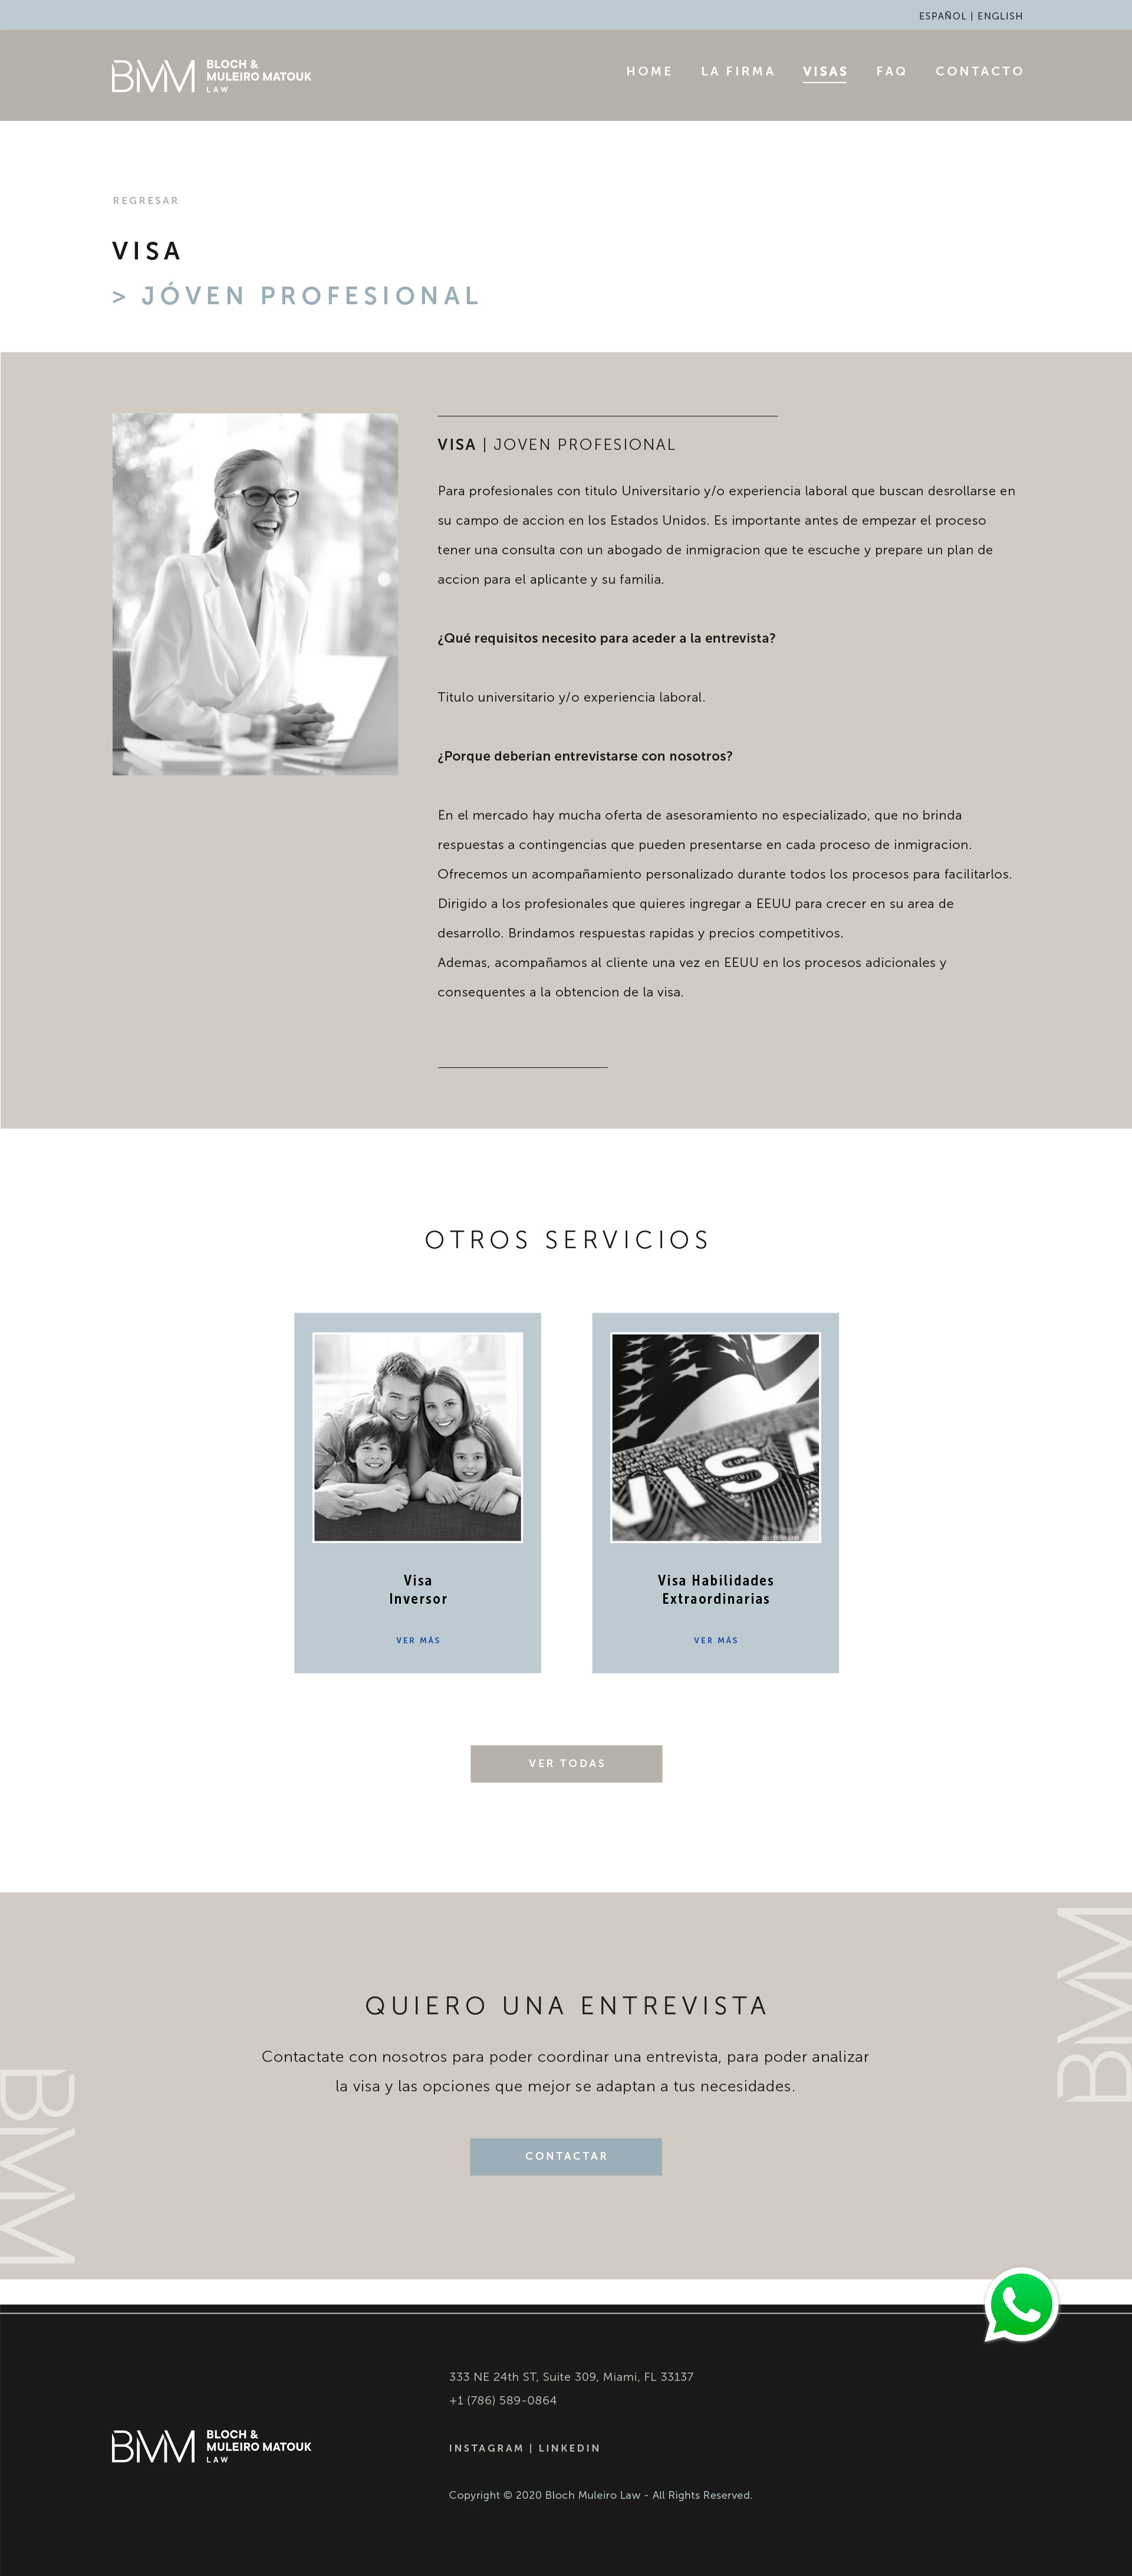 ESPAÑOL | ENGLISH
BMM BLOCH &
MULEIRO MATOUK
LAW
HOME LA FIRMA VISAS FAQ CONTACTO
REGRESAR
VISA
> JÓVEN PROFESIONAL
VISA | JOVEN PROFESIONAL
Para profesionales con titulo Universitario y/o experiencia laboral que buscan desrollarse en
su campo de accion en los Estados Unidos. Es importante antes de empezar el proceso
tener una consulta con un abogado de inmigracion que te escuche y prepare un plan de
accion para el aplicante y su familia.
¿Qué requisitos necesito para aceder a la entrevista?
Titulo universitario y/o experiencia laboral.
¿Porque deberian entrevistarse con nosotros?
En el mercado hay mucha oferta de asesoramiento no especializado, que no brinda
respuestas a contingencias que pueden presentarse en cada proceso de inmigracion.
Ofrecemos un acompañamiento personalizado durante todos los procesos para facilitarlos.
Dirigido a los profesionales que quieres ingregar a EEUU para crecer en su area de
desarrollo. Brindamos respuestas rapidas y precios competitivos.
Ademas, acompañamos al cliente una vez en EEUU en los procesos adicionales y
consequentes a la obtencion de la visa.
OTROS SERVICIOS
VISA
Visa
Inversor
VER MÁS
Visa Habilidades
Extraordinarias
VER MÁS
VER TODAS
BMM
QUIERO UNA ENTREVISTA
Contactate con nosotros para poder coordinar una entrevista, para poder analizar
la visa y las opciones que mejor se adaptan a tus necesidades.
CONTACTAR
BMM
333 NE 24th ST, Suite 309, Miami, FL 33137
+1 (786) 589-0864
BMM BLOCH &
MULEIRO MATOUK
LAW
INSTAGRAM | LINKEDIN
Copyright © 2020 Bloch Muleiro Law - All Rights Reserved.